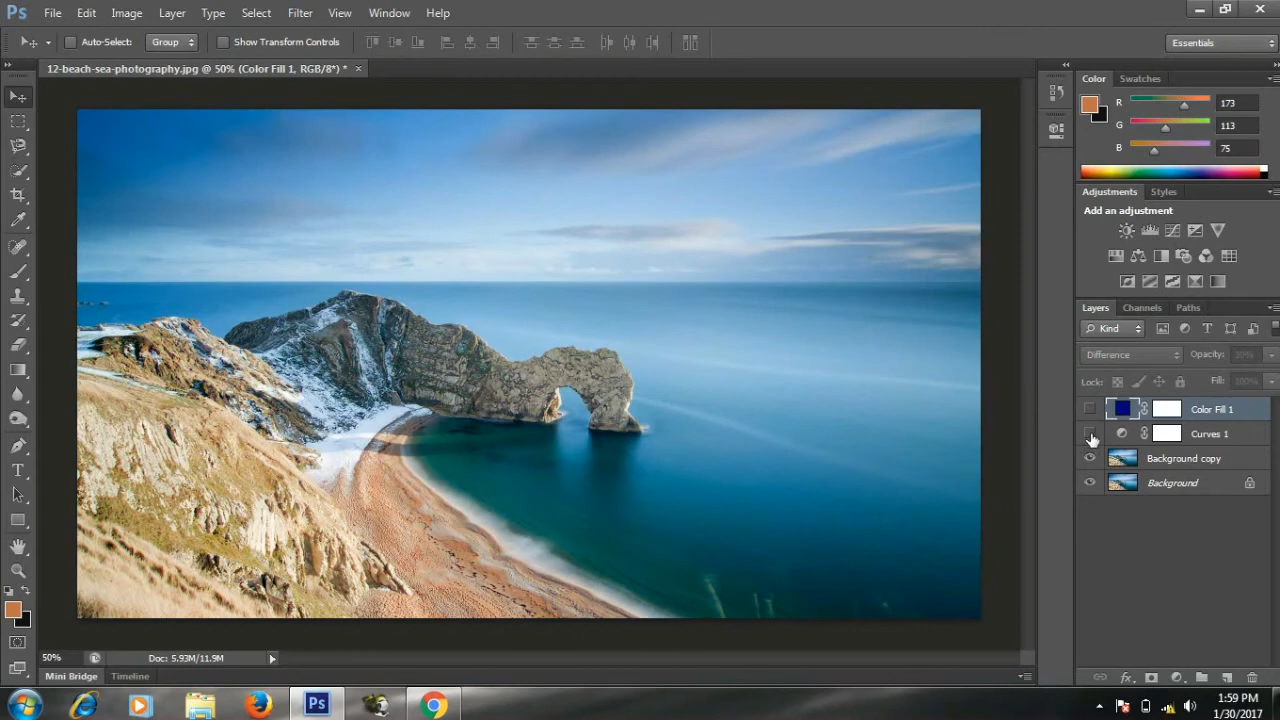 Ps File Edit Image Layer Type Select Filter View Window Help
Auto-Select: Group Show Transform Controls Essentials
12-beach-sea-photography.jpg @ 50% (Color Fill 1, RGB/8*) * ×
Color Swatches
R 173
G 113
B 75
Adjustments Styles
Add an adjustment
Layers Channels Paths
Kind
Difference Opacity:
Lock: Fill: 100%
Color Fill 1
Curves 1
Background copy
Background
50% Doc: 5.93M/11.9M
Mini Bridge Timeline
Ps 1:59 PM
1/30/2017